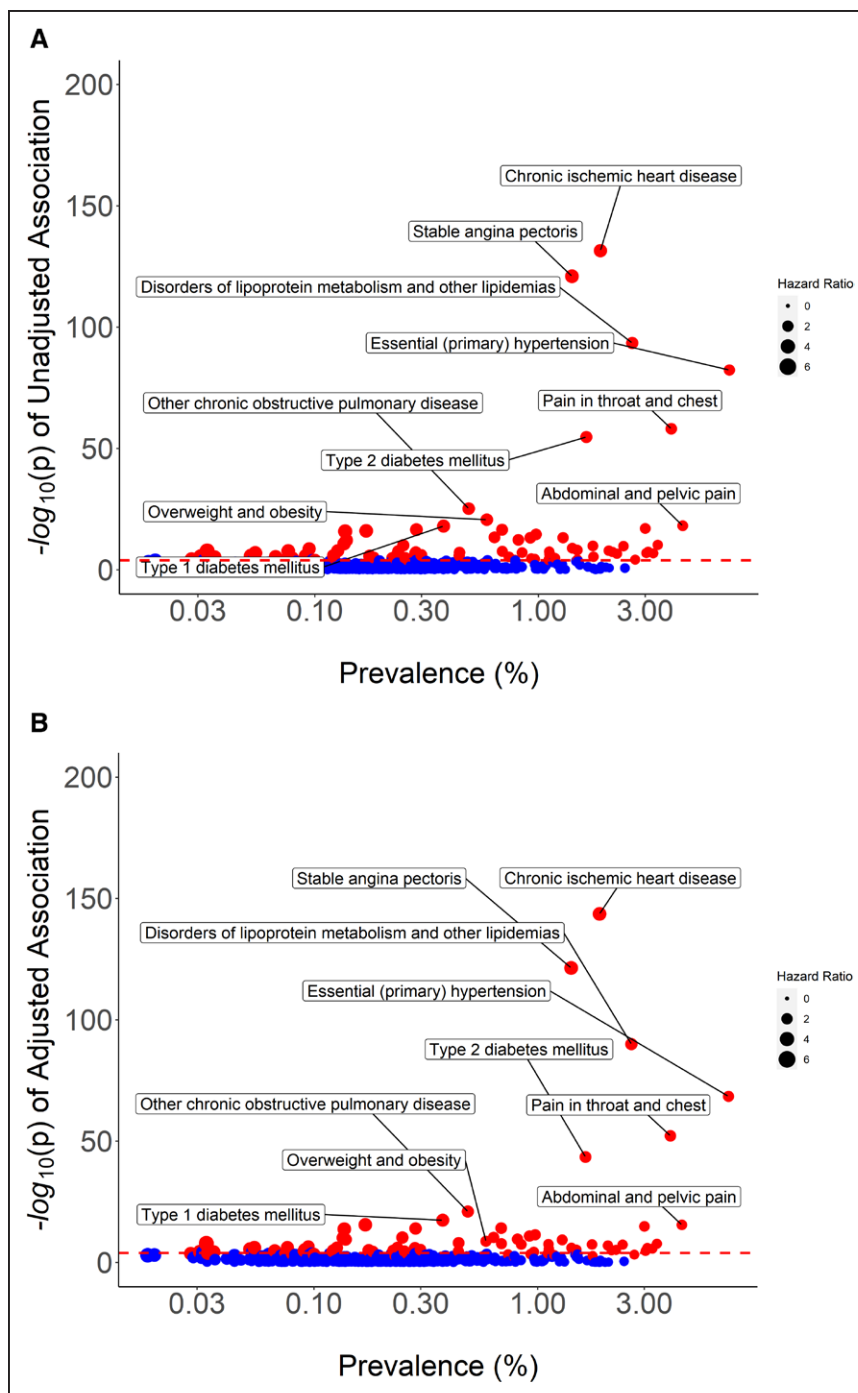 A
-log10(p) of Unadjusted Association
200
150
100
50
0
Chronic ischemic heart disease
Stable angina pectoris
Disorders of lipoprotein metabolism and other lipidemias
Essential (primary) hypertension
Other chronic obstructive pulmonary disease
Pain in throat and chest
Type 2 diabetes mellitus
Overweight and obesity
Abdominal and pelvic pain
Type 1 diabetes mellitus
0.03 0.10 0.30 1.00 3.00
Prevalence (%)
Hazard Ratio
0
2
4
6
B
-log10(p) of Adjusted Association
200
150
100
50
0
Stable angina pectoris
Chronic ischemic heart disease
Disorders of lipoprotein metabolism and other lipidemias
Essential (primary) hypertension
Type 2 diabetes mellitus
Other chronic obstructive pulmonary disease
Pain in throat and chest
Overweight and obesity
Type 1 diabetes mellitus
Abdominal and pelvic pain
0.03 0.10 0.30 1.00 3.00
Prevalence (%)
Hazard Ratio
0
2
4
6